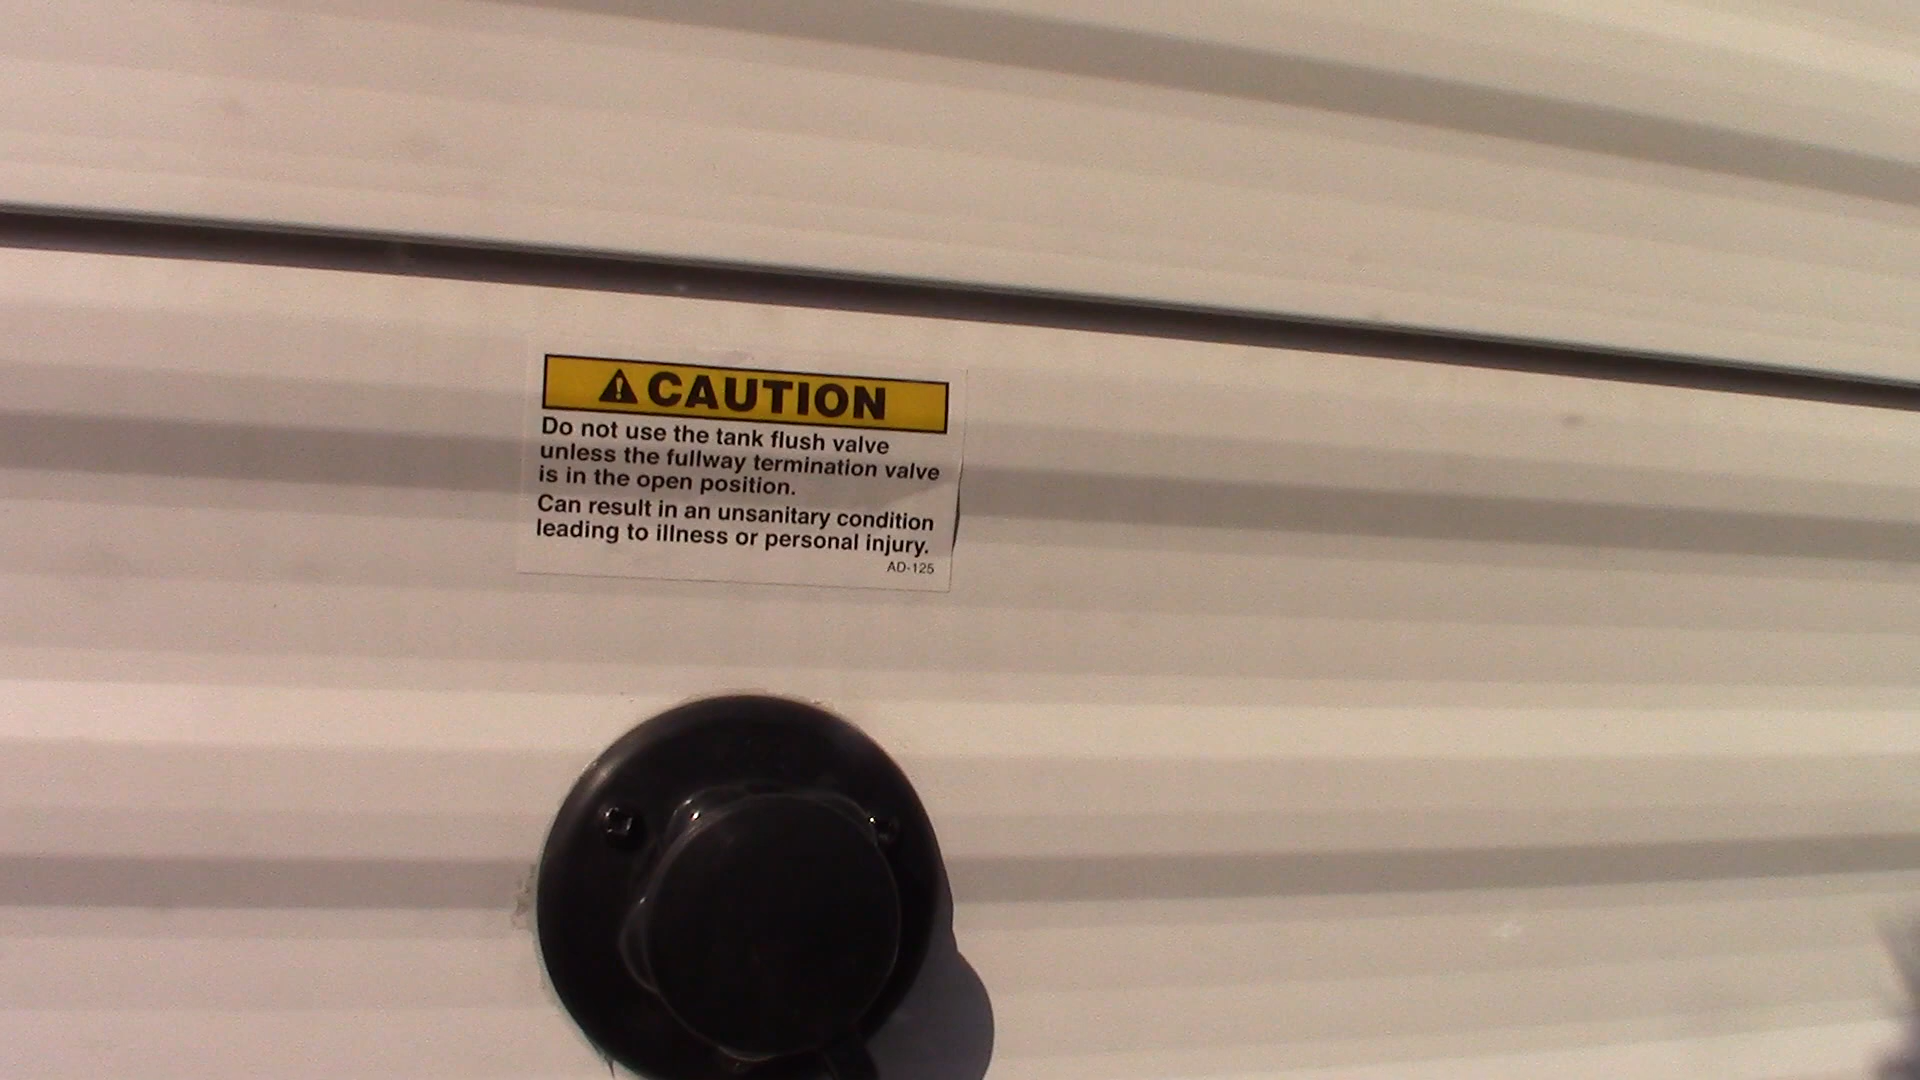 CAUTION
Do not use the tank flush valve
unless the fullway termination valve
is in the open position.
Can result in an unsanitary condition
leading to illness or personal injury.
AD-125